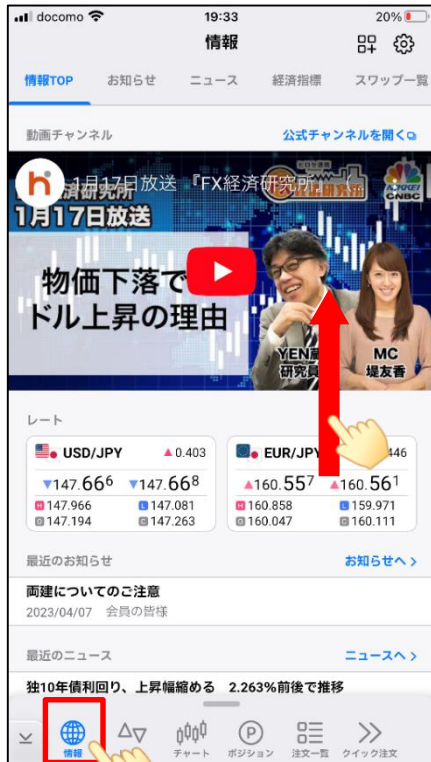 docomo 19:33 20%
情報
情報TOP お知らせ ニュース 経済指標 スワップ一覧
動画チャンネル 公式チャンネルを開く
h 1月17日放送 『FX経済研究所』
NIKKEI CNBC
1月17日放送
物価下落で
ドル上昇の理由
YEN蔵 MC
研究員 堤友香
レート
USD/JPY ▲0.403 EUR/JPY 446
▼147.666 ▼147.668 ▲160.557 ▲160.561
H 147.966 L 147.081 H 160.858 L 159.971
O 147.194 C 147.263 O 160.047 C 160.111
最近のお知らせ お知らせへ >
両建についてのご注意
2023/04/07 会員の皆様
最近のニュース ニュースへ >
独10年債利回り、上昇幅縮める 2.263%前後で推移
情報 チャート ポジション 注文一覧 クイック注文